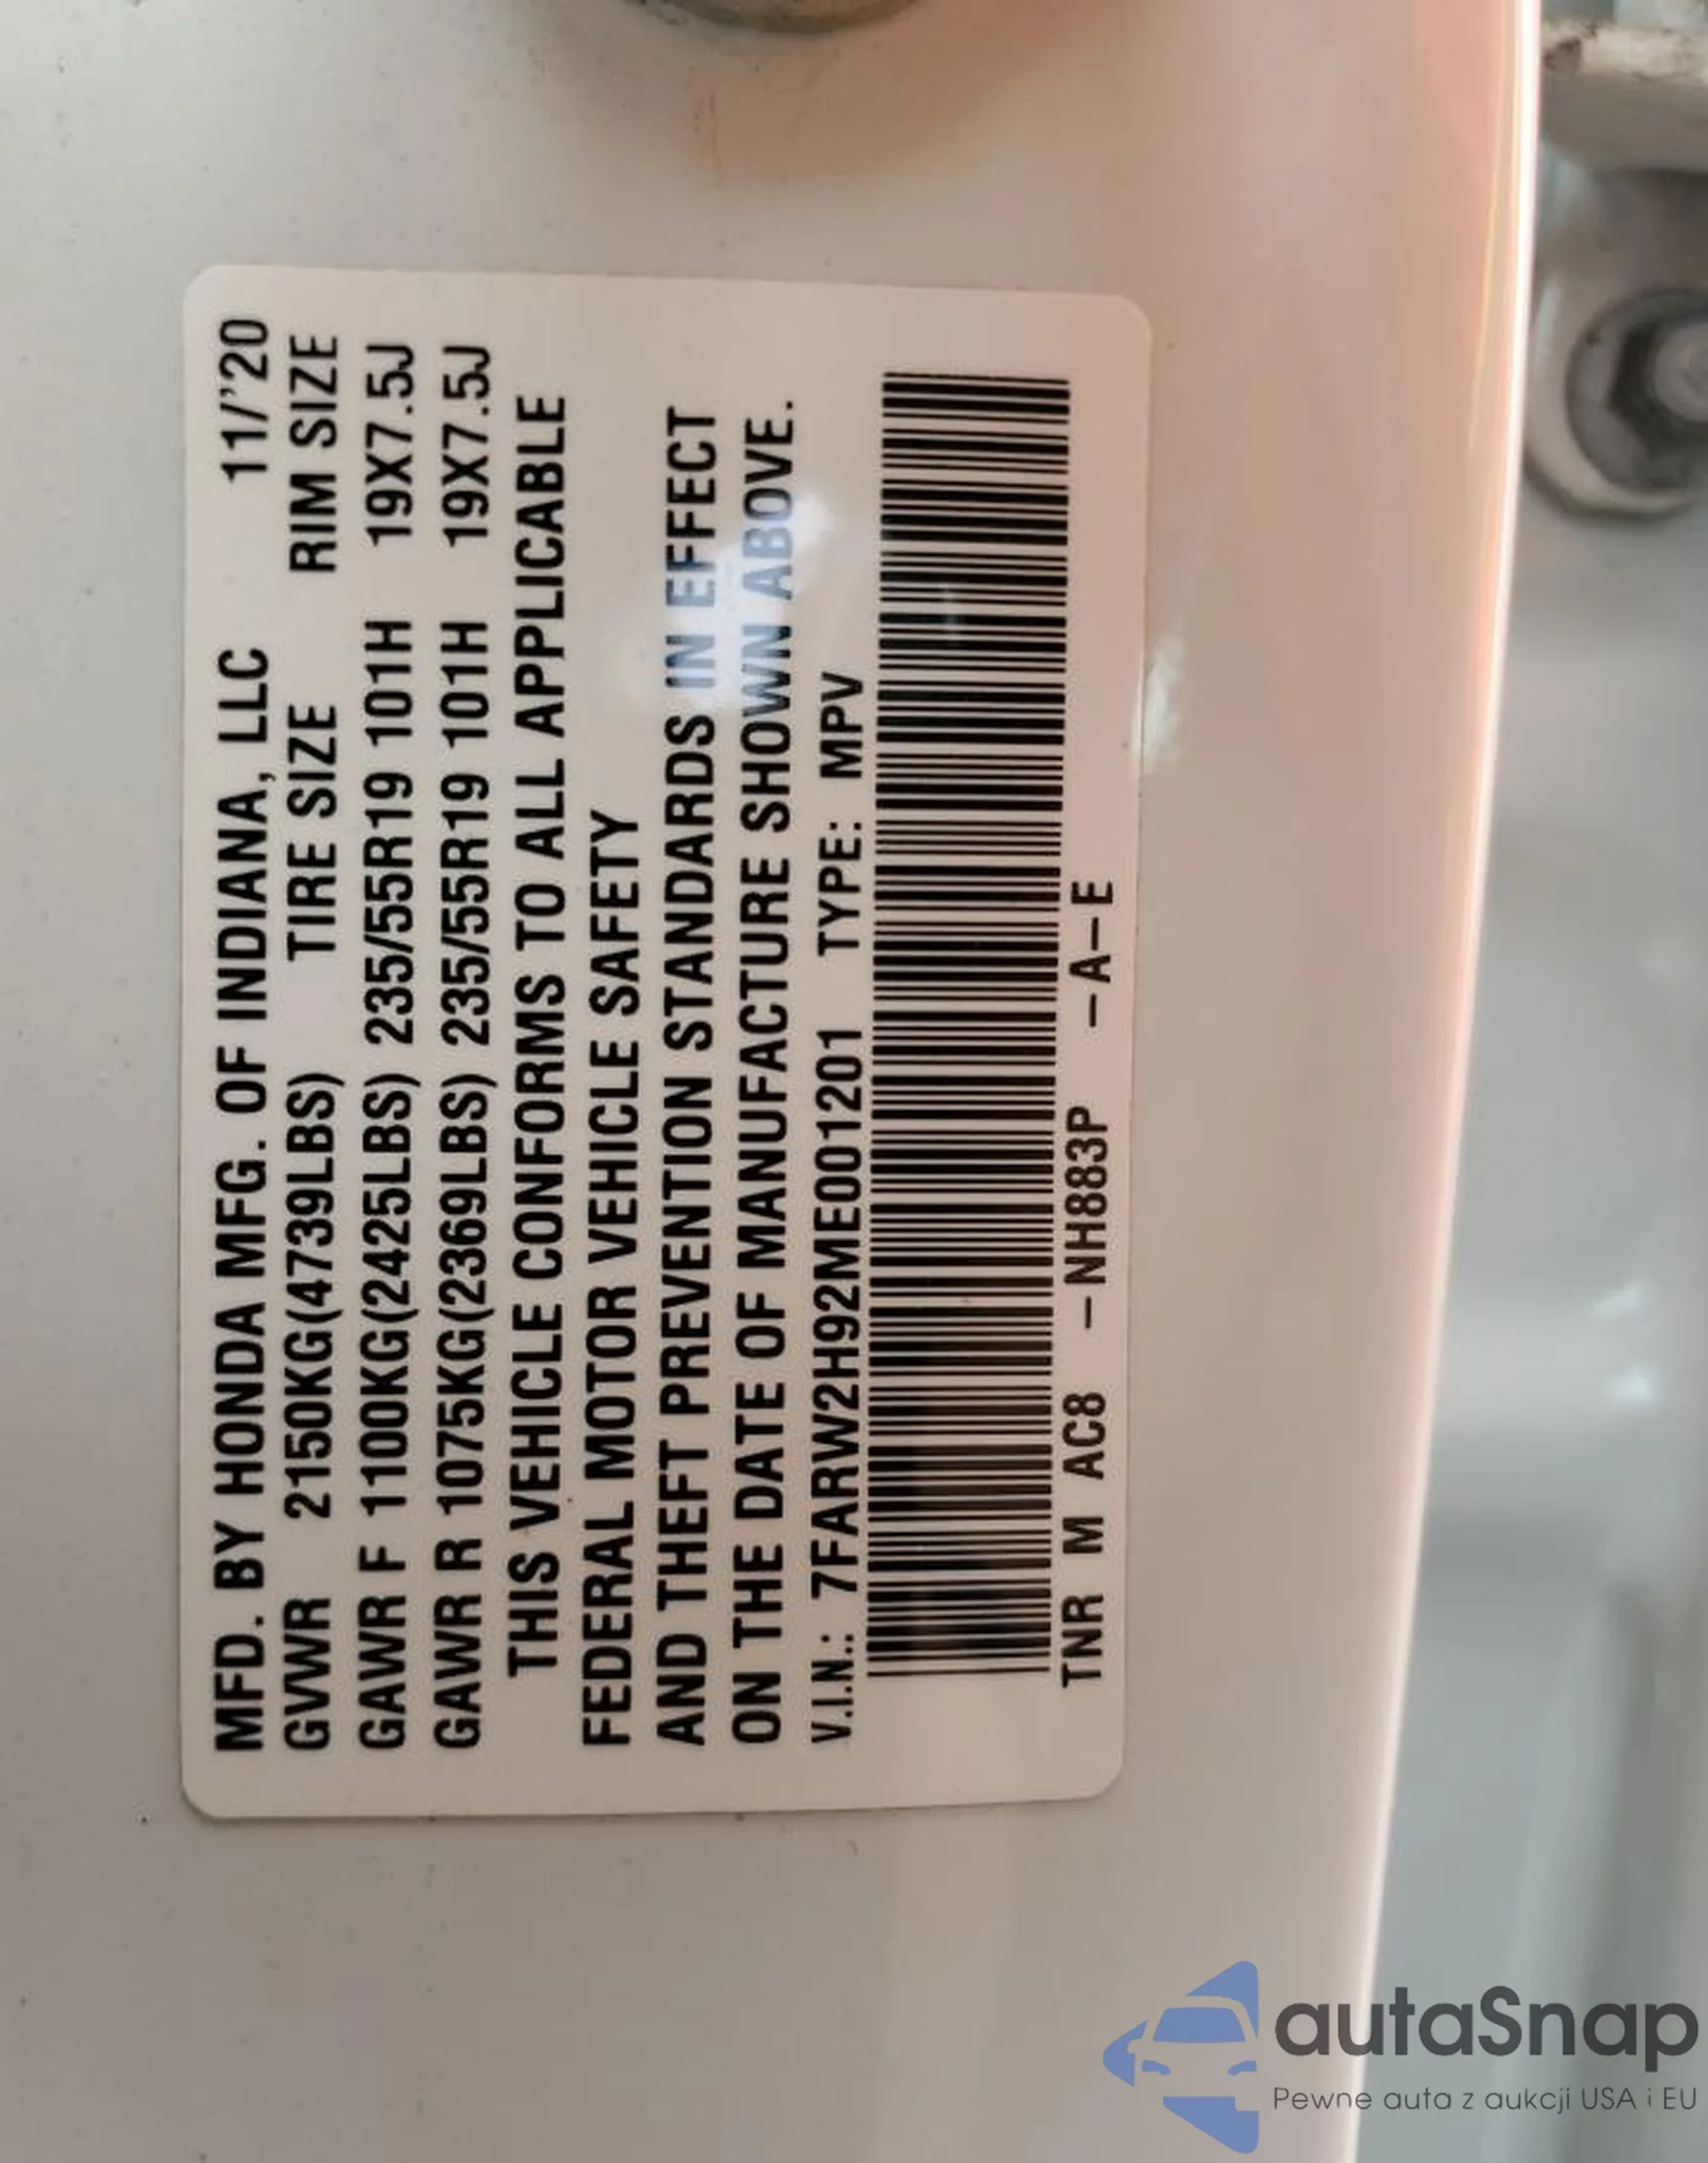 MFD. BY HONDA MFG. OF INDIANA, LLC 11/'20
GVWR 2150KG(4739LBS) TIRE SIZE RIM SIZE
GAWR F 1100KG(2425LBS) 235/55R19 101H 19X7.5J
GAWR R 1075KG(2369LBS) 235/55R19 101H 19X7.5J
THIS VEHICLE CONFORMS TO ALL APPLICABLE
FEDERAL MOTOR VEHICLE SAFETY
AND THEFT PREVENTION STANDARDS IN EFFECT
ON THE DATE OF MANUFACTURE SHOWN ABOVE.
V.I.N.: 7FARW2H92ME001201 TYPE: MPV
TNR M AC8 -NH883P -A-E
autaSnap
Pewne auta z aukcji USA i EU